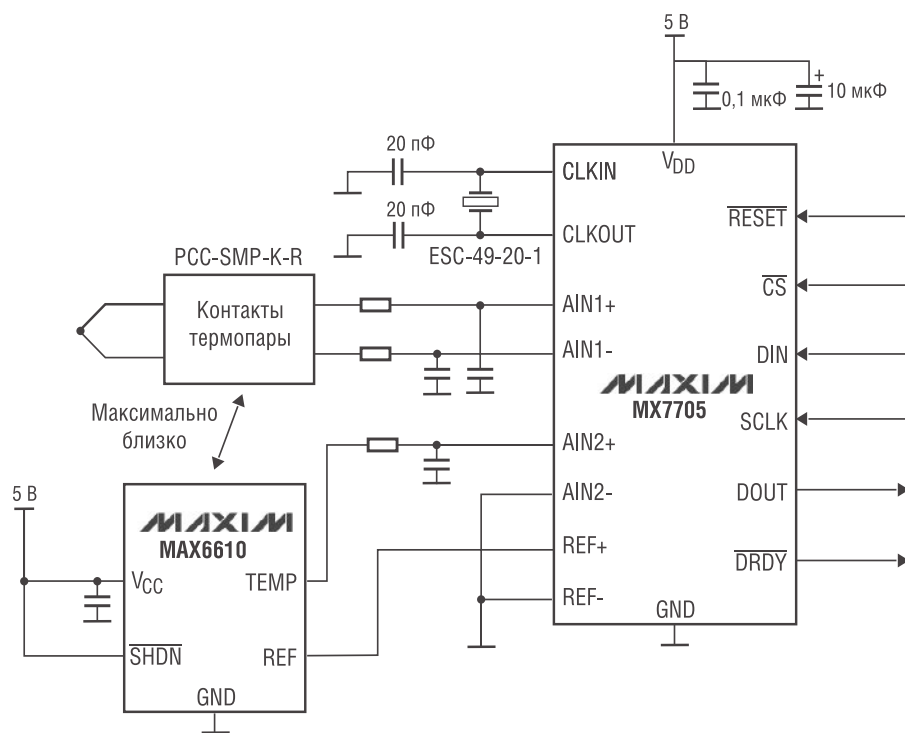 5 В
0,1 мкФ
+
10 мкФ
20 пФ
20 пФ
ESC-49-20-1
CLKIN
VDD
RESET
CLKOUT
CS
PCC-SMP-K-R
Контакты
термопары
AIN1+
AIN1-
DIN
MAXIM
MX7705
SCLK
Максимально
близко
AIN2+
AIN2-
DOUT
REF+
DRDY
REF-
GND
5 В
MAXIM
MAX6610
VCC
TEMP
SHDN
REF
GND